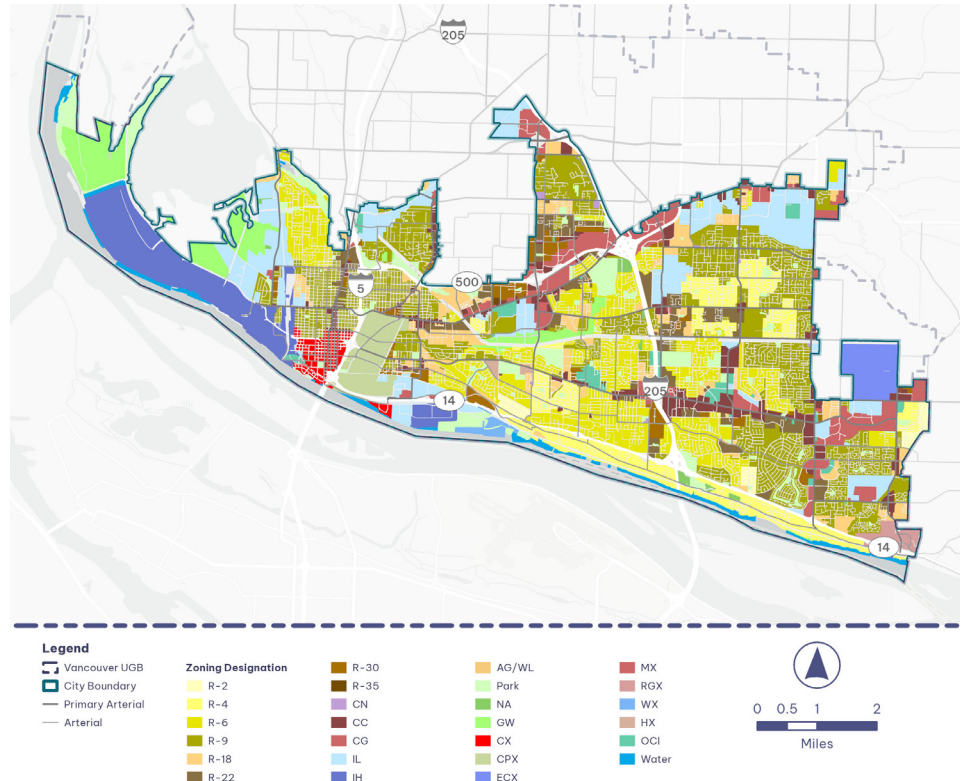 205
500
5
205
14
14
Legend
Vancouver UGB
City Boundary
Primary Arterial
Arterial
Zoning Designation
R-2
R-4
R-6
R-9
R-18
R-22
R-30
R-35
CN
CC
CG
IL
IH
AG/WL
Park
NA
GW
CX
CPX
ECX
MX
RGX
WX
HX
OCI
Water
0 0.5 1 2
Miles